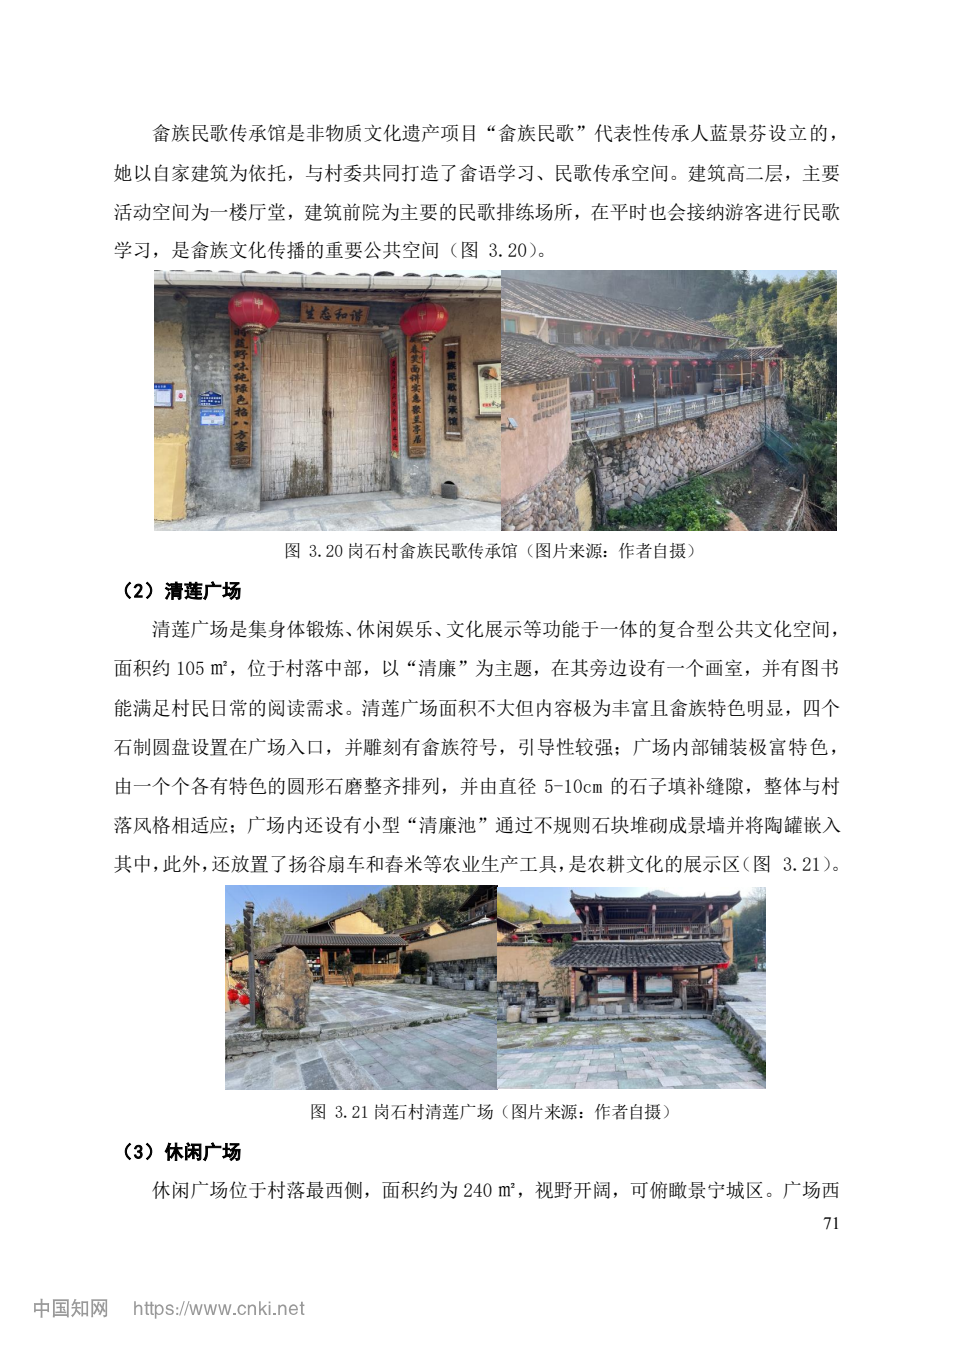 畲族民歌传承馆是非物质文化遗产项目“畲族民歌”代表性传承人蓝景芬设立的，
她以自家建筑为依托，与村委共同打造了畲语学习、民歌传承空间。建筑高二层，主要
活动空间为一楼厅堂，建筑前院为主要的民歌排练场所，在平时也会接纳游客进行民歌
学习，是畲族文化传播的重要公共空间（图 3.20）。
生态和谐
野味纯绿色招八方客
畲族民歌传承馆
图 3.20 岗石村畲族民歌传承馆（图片来源：作者自摄）
（2）清莲广场
清莲广场是集身体锻炼、休闲娱乐、文化展示等功能于一体的复合型公共文化空间，
面积约 105 ㎡，位于村落中部，以“清廉”为主题，在其旁边设有一个画室，并有图书
能满足村民日常的阅读需求。清莲广场面积不大但内容极为丰富且畲族特色明显，四个
石制圆盘设置在广场入口，并雕刻有畲族符号，引导性较强；广场内部铺装极富特色，
由一个个各有特色的圆形石磨整齐排列，并由直径 5-10cm 的石子填补缝隙，整体与村
落风格相适应；广场内还设有小型“清廉池”通过不规则石块堆砌成景墙并将陶罐嵌入
其中，此外，还放置了扬谷扇车和舂米等农业生产工具，是农耕文化的展示区（图 3.21）。
图 3.21 岗石村清莲广场（图片来源：作者自摄）
（3）休闲广场
休闲广场位于村落最西侧，面积约为 240 ㎡，视野开阔，可俯瞰景宁城区。广场西
71
中国知网 https://www.cnki.net